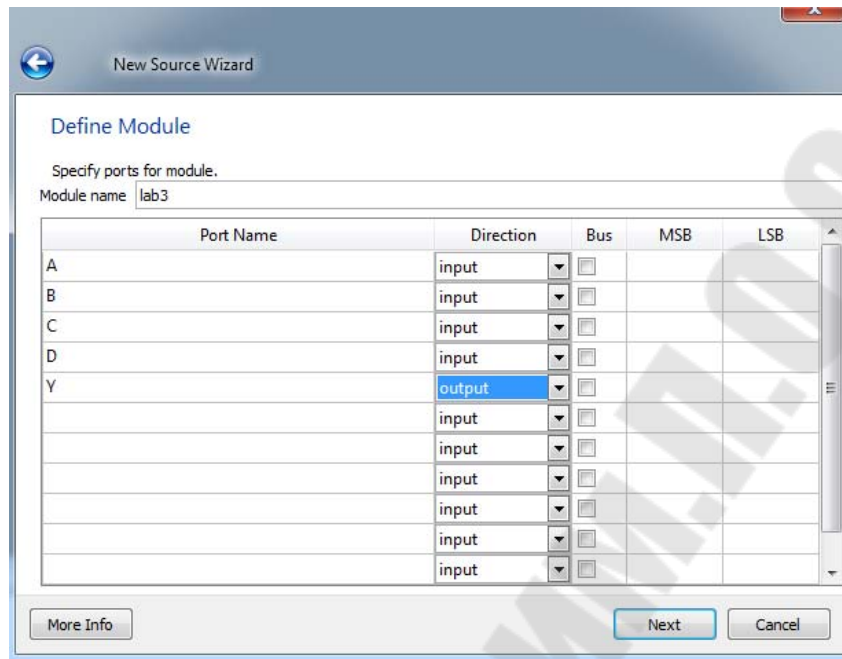 New Source Wizard
Define Module
Specify ports for module.
Module name lab3
Port Name Direction Bus MSB LSB
A input
B input
C input
D input
Y output
input
input
input
input
input
input
More Info Next Cancel